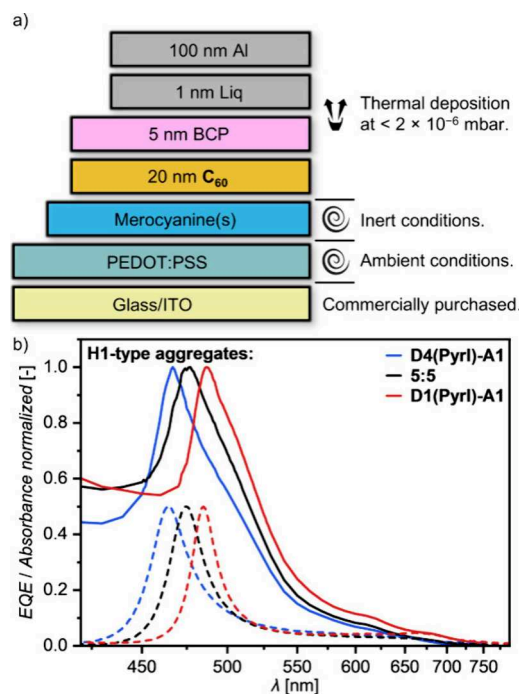 a)
100 nm Al
1 nm Liq
5 nm BCP
20 nm C₆₀
Merocyanine(s)
PEDOT:PSS
Glass/ITO
Thermal deposition
at < 2 × 10⁻⁶ mbar.
Inert conditions.
Ambient conditions.
Commercially purchased.
b)
H1-type aggregates:
D4(Pyrl)-A1
5:5
D1(Pyrl)-A1
EQE / Absorbance normalized [-]
1.0
0.8
0.6
0.4
0.2
0.0
450 500 550 600 650 700 750
λ [nm]